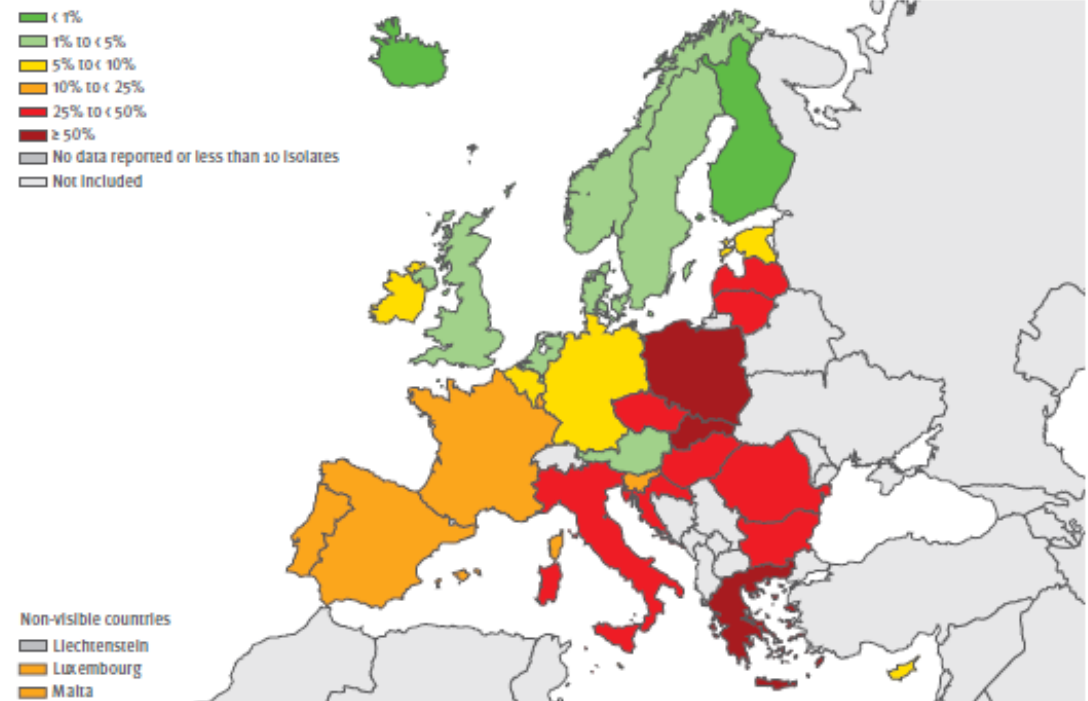 < 1%
1% to < 5%
5% to < 10%
10% to < 25%
25% to < 50%
≥ 50%
No data reported or less than 10 isolates
Not included
Non-visible countries
Liechtenstein
Luxembourg
Malta